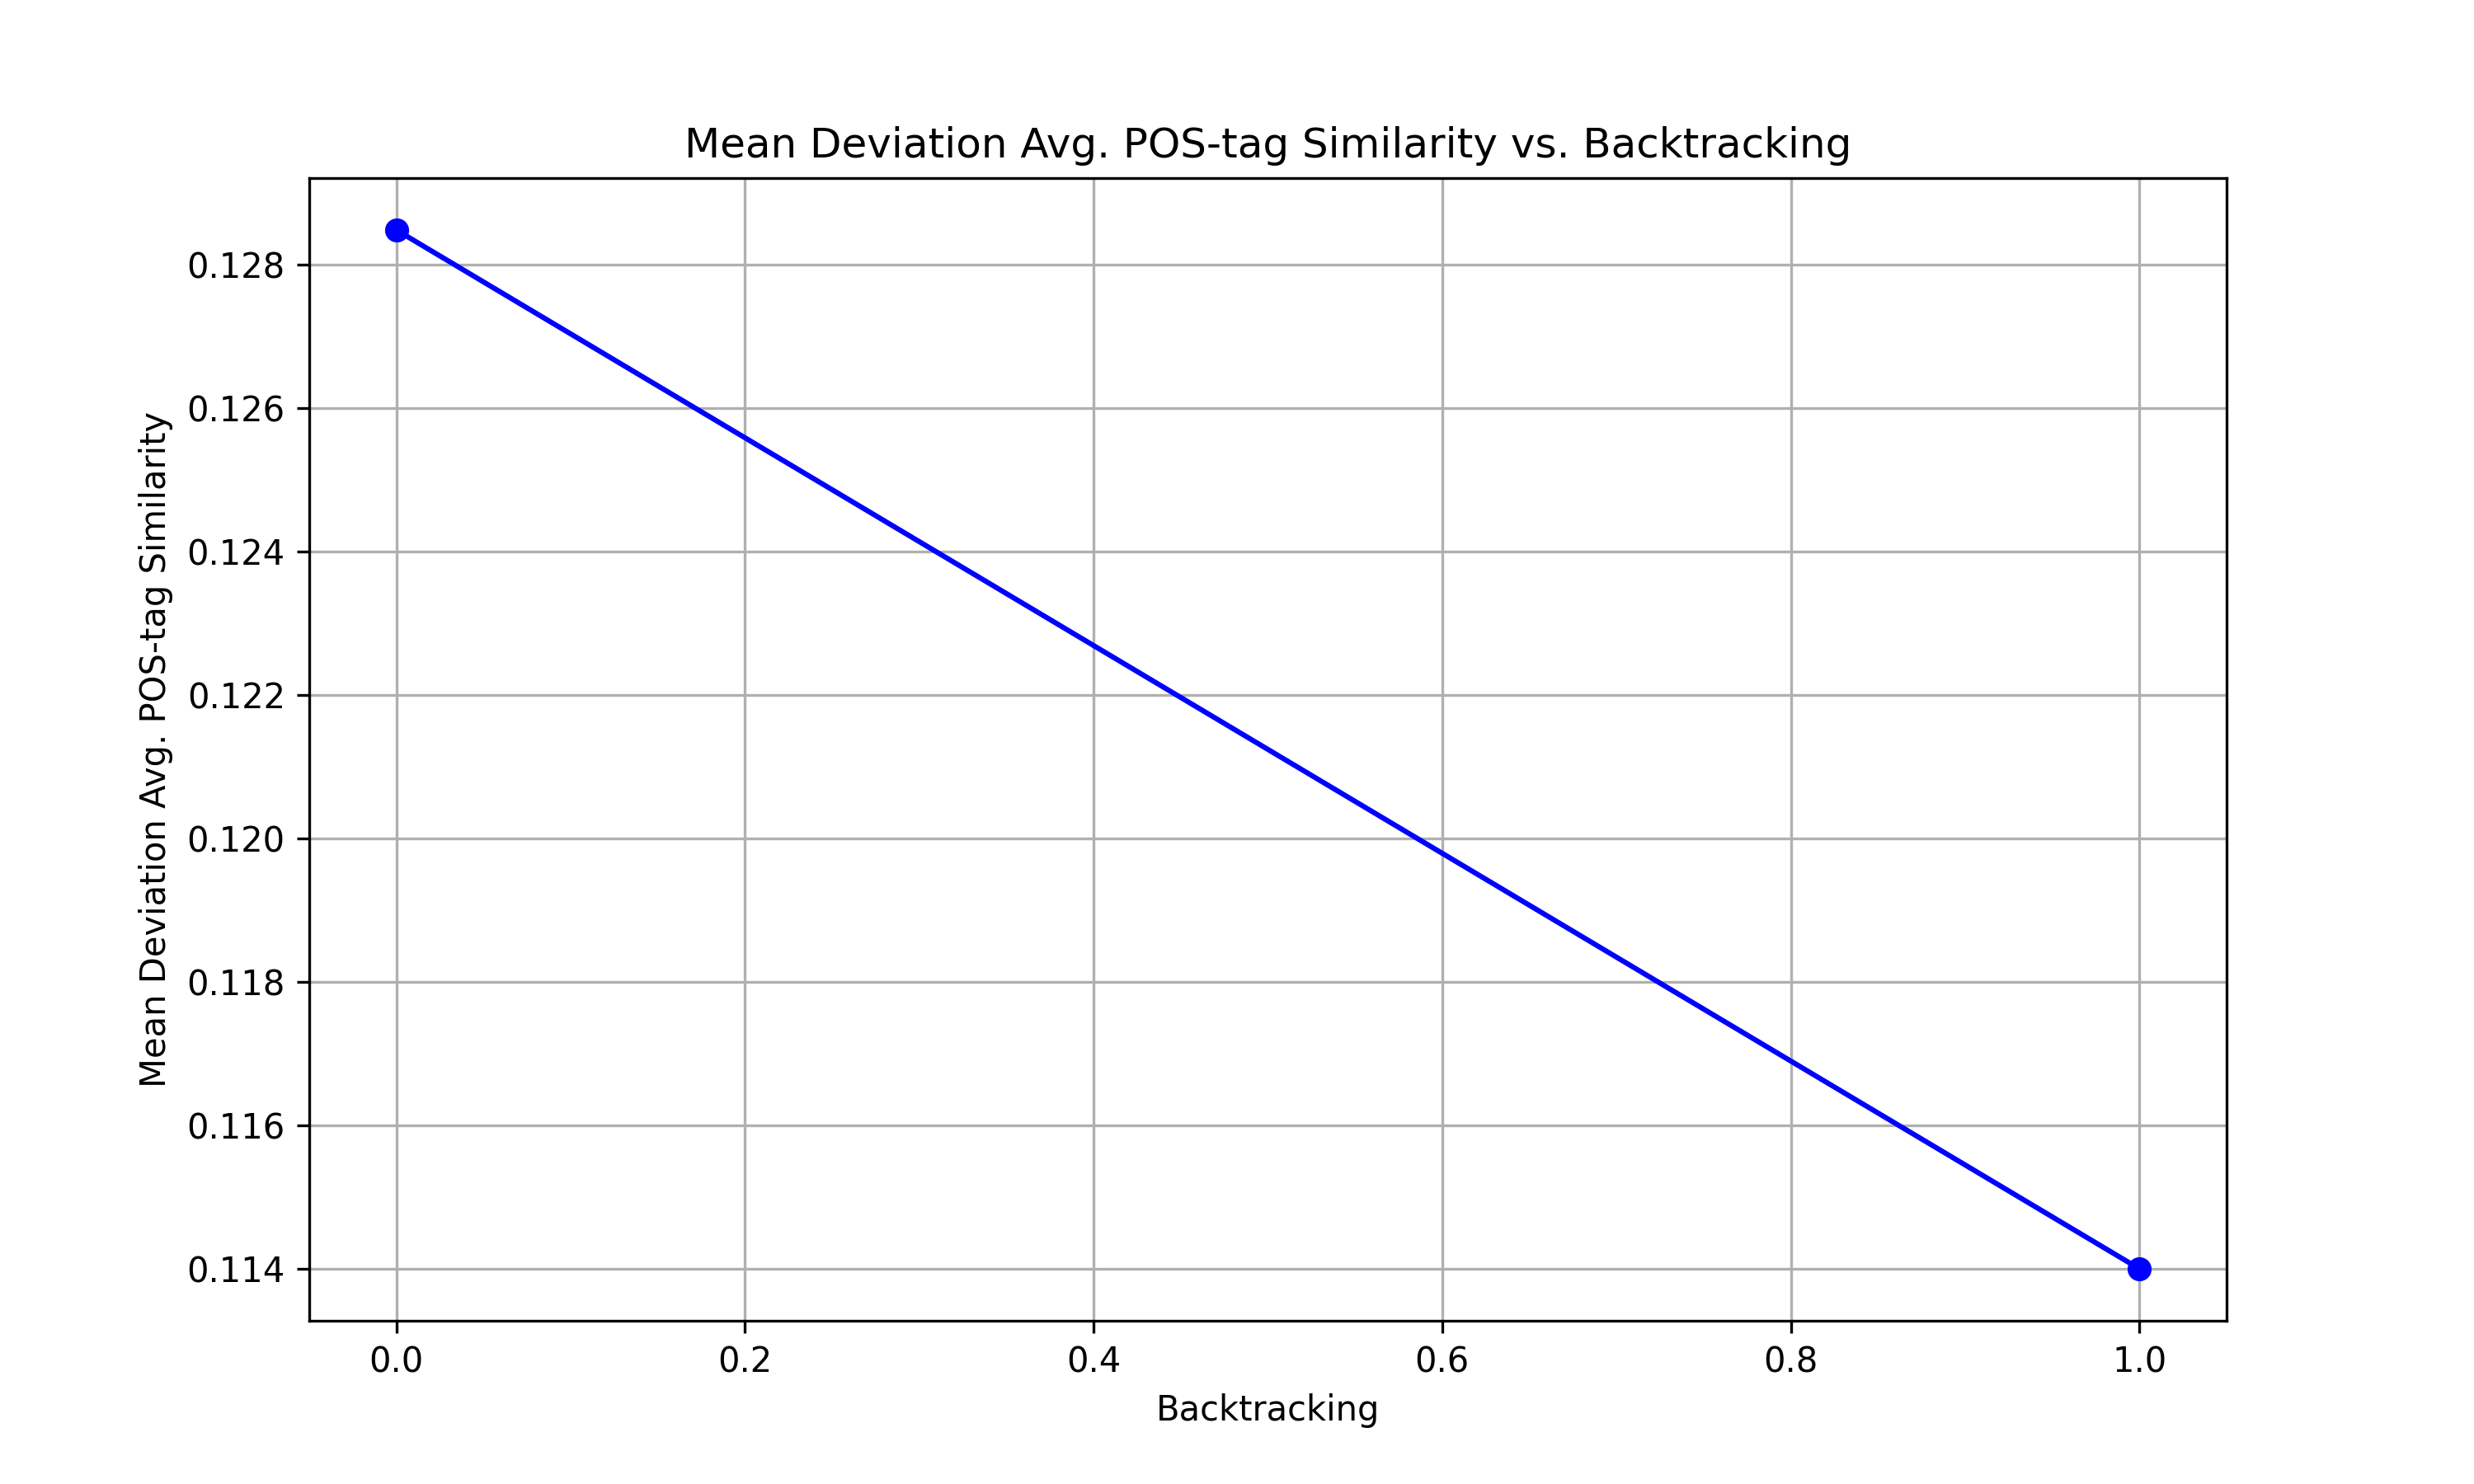 Mean Deviation Avg. POS-tag Similarity vs. Backtracking
Mean Deviation Avg. POS-tag Similarity
0.128
0.126
0.124
0.122
0.120
0.118
0.116
0.114
0.0 0.2 0.4 0.6 0.8 1.0
Backtracking